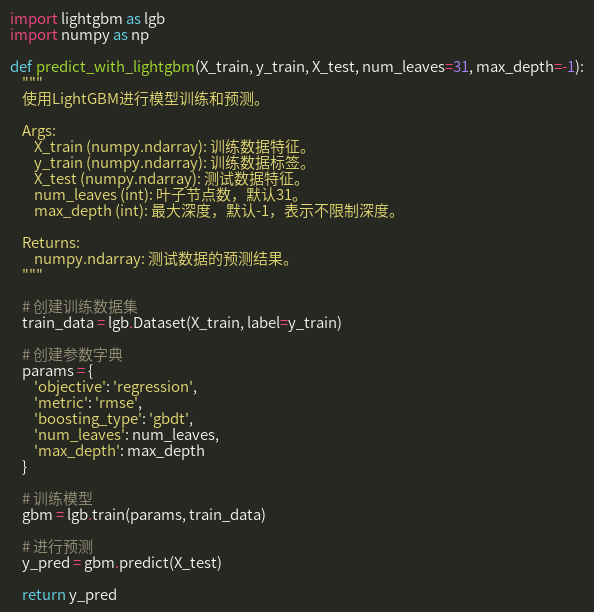 import lightgbm as lgb
import numpy as np
def predict_with_lightgbm(X_train, y_train, X_test, num_leaves=31, max_depth=-1):
"""
使用LightGBM进行模型训练和预测。
Args:
X_train (numpy.ndarray): 训练数据特征。
y_train (numpy.ndarray): 训练数据标签。
X_test (numpy.ndarray): 测试数据特征。
num_leaves (int): 叶子节点数，默认31。
max_depth (int): 最大深度，默认-1，表示不限制深度。
Returns:
numpy.ndarray: 测试数据的预测结果。
"""
# 创建训练数据集
train_data = lgb.Dataset(X_train, label=y_train)
# 创建参数字典
params = {
'objective': 'regression',
'metric': 'rmse',
'boosting_type': 'gbdt',
'num_leaves': num_leaves,
'max_depth': max_depth
}
# 训练模型
gbm = lgb.train(params, train_data)
# 进行预测
y_pred = gbm.predict(X_test)
return y_pred